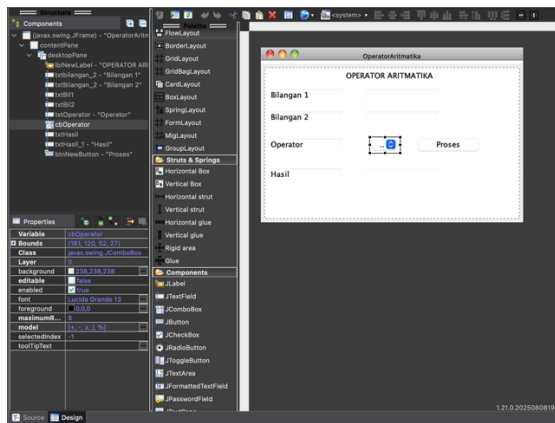 Structure
Components
(javax.swing.JFrame) - "OperatorAritm
contentPane
desktopPane
lblNewLabel - "OPERATOR ARI
txtbilangan_2 - "Bilangan 1"
txtbilangan_2 - "Bilangan 2"
txtBil1
txtBil2
txtOperator - "Operator"
cbOperator
txtHasil
txtHasil_1 - "Hasil"
btnNewButton - "Proses"
Properties
Variable cbOperator
Bounds (181, 120, 52, 27)
Class javax.swing.JComboBox
Layer 0
background 238,238,238
editable false
enabled true
font Lucida Grande 13
foreground 0,0,0
maximumR... 8
model
selectedIndex -1
toolTipText
Source
Design
<system>
Palette
FlowLayout
BorderLayout
GridLayout
GridBagLayout
CardLayout
BoxLayout
SpringLayout
FormLayout
MigLayout
GroupLayout
Struts & Springs
Horizontal Box
Vertical Box
Horizontal strut
Vertical strut
Horizontal glue
Vertical glue
Rigid area
Glue
Components
JLabel
JTextField
JComboBox
JButton
JCheckBox
JRadioButton
JToggleButton
JTextArea
JFormattedTextField
JPasswordField
JTextPane
OperatorAritmatika
OPERATOR ARITMATIKA
Bilangan 1
Bilangan 2
Operator
..
Proses
Hasil
1.21.0.2025080819